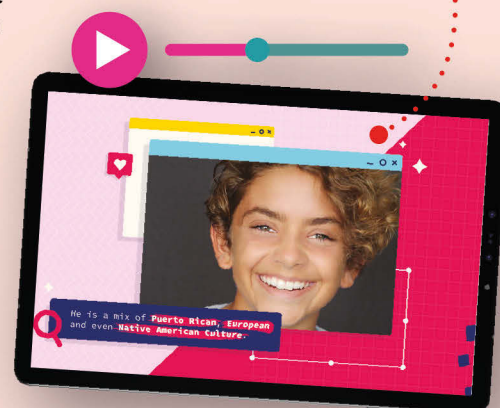 He is a mix of Puerto Rican, European
and even Native American Culture.